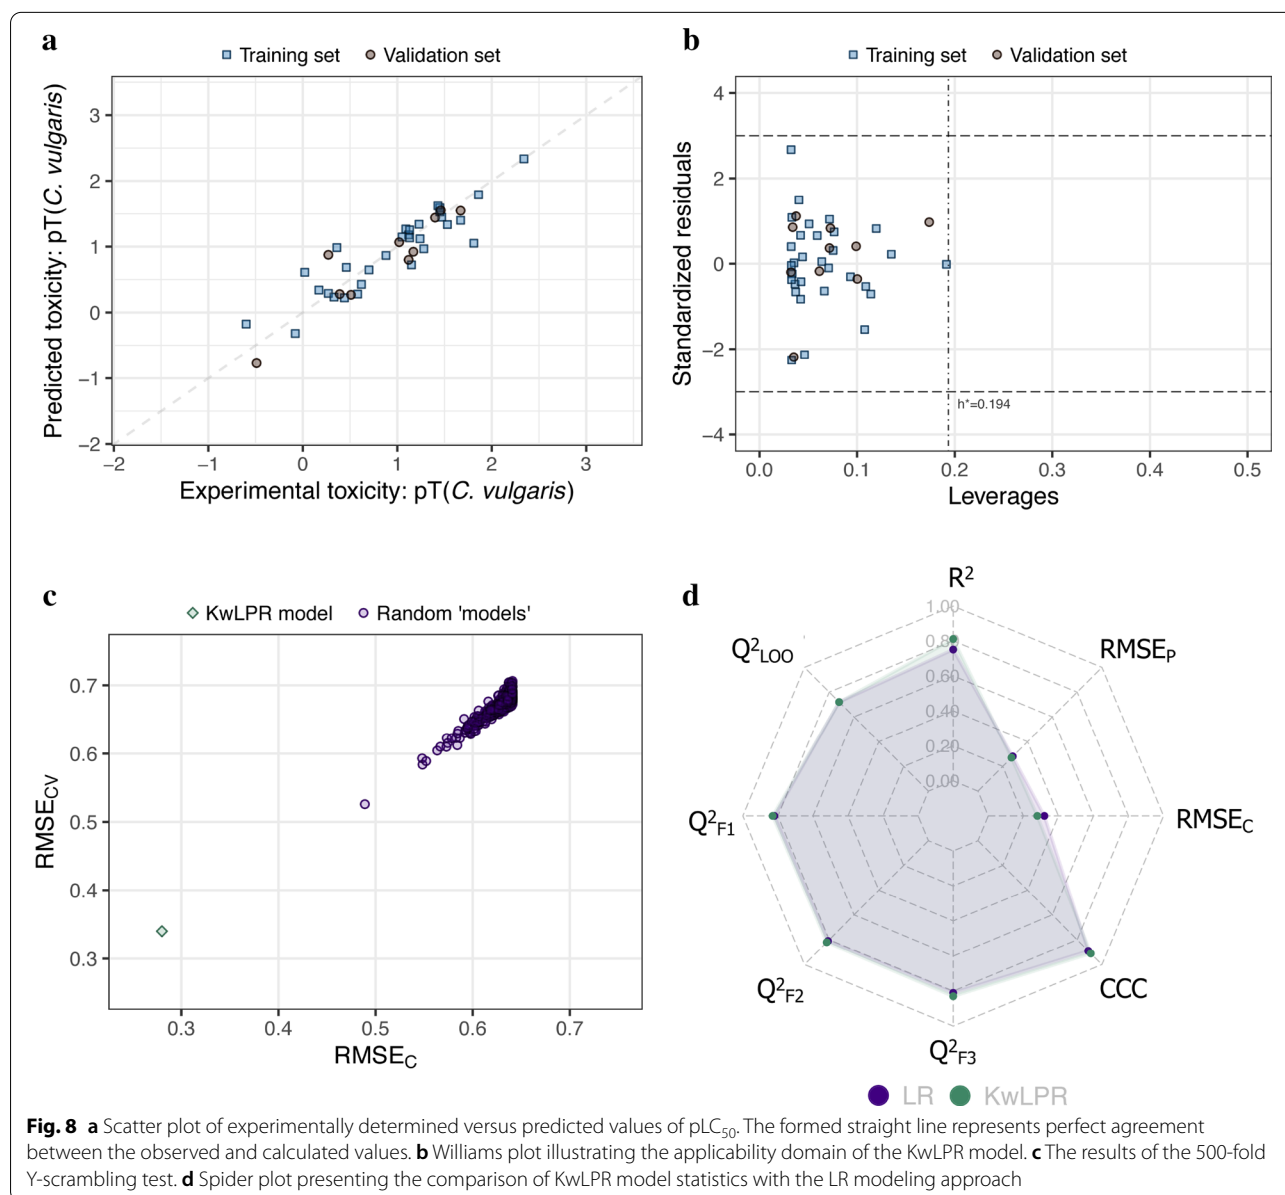 a
Training set Validation set
Predicted toxicity: pT(C. vulgaris)
3
2
1
0
−1
−2
−2 −1 0 1 2 3
Experimental toxicity: pT(C. vulgaris)
b
Training set Validation set
Standardized residuals
4
2
0
−2
−4
h*=0.194
0.0 0.1 0.2 0.3 0.4 0.5
Leverages
c
KwLPR model Random 'models'
RMSECV
0.7
0.6
0.5
0.4
0.3
0.3 0.4 0.5 0.6 0.7
RMSEC
d
R²
1.00
0.80
0.60
0.40
0.20
0.00
Q²LOO
RMSEP
Q²F1
RMSEC
Q²F2
CCC
Q²F3
LR KwLPR
Fig. 8 a Scatter plot of experimentally determined versus predicted values of pLC₅₀. The formed straight line represents perfect agreement
between the observed and calculated values. b Williams plot illustrating the applicability domain of the KwLPR model. c The results of the 500-fold
Y-scrambling test. d Spider plot presenting the comparison of KwLPR model statistics with the LR modeling approach